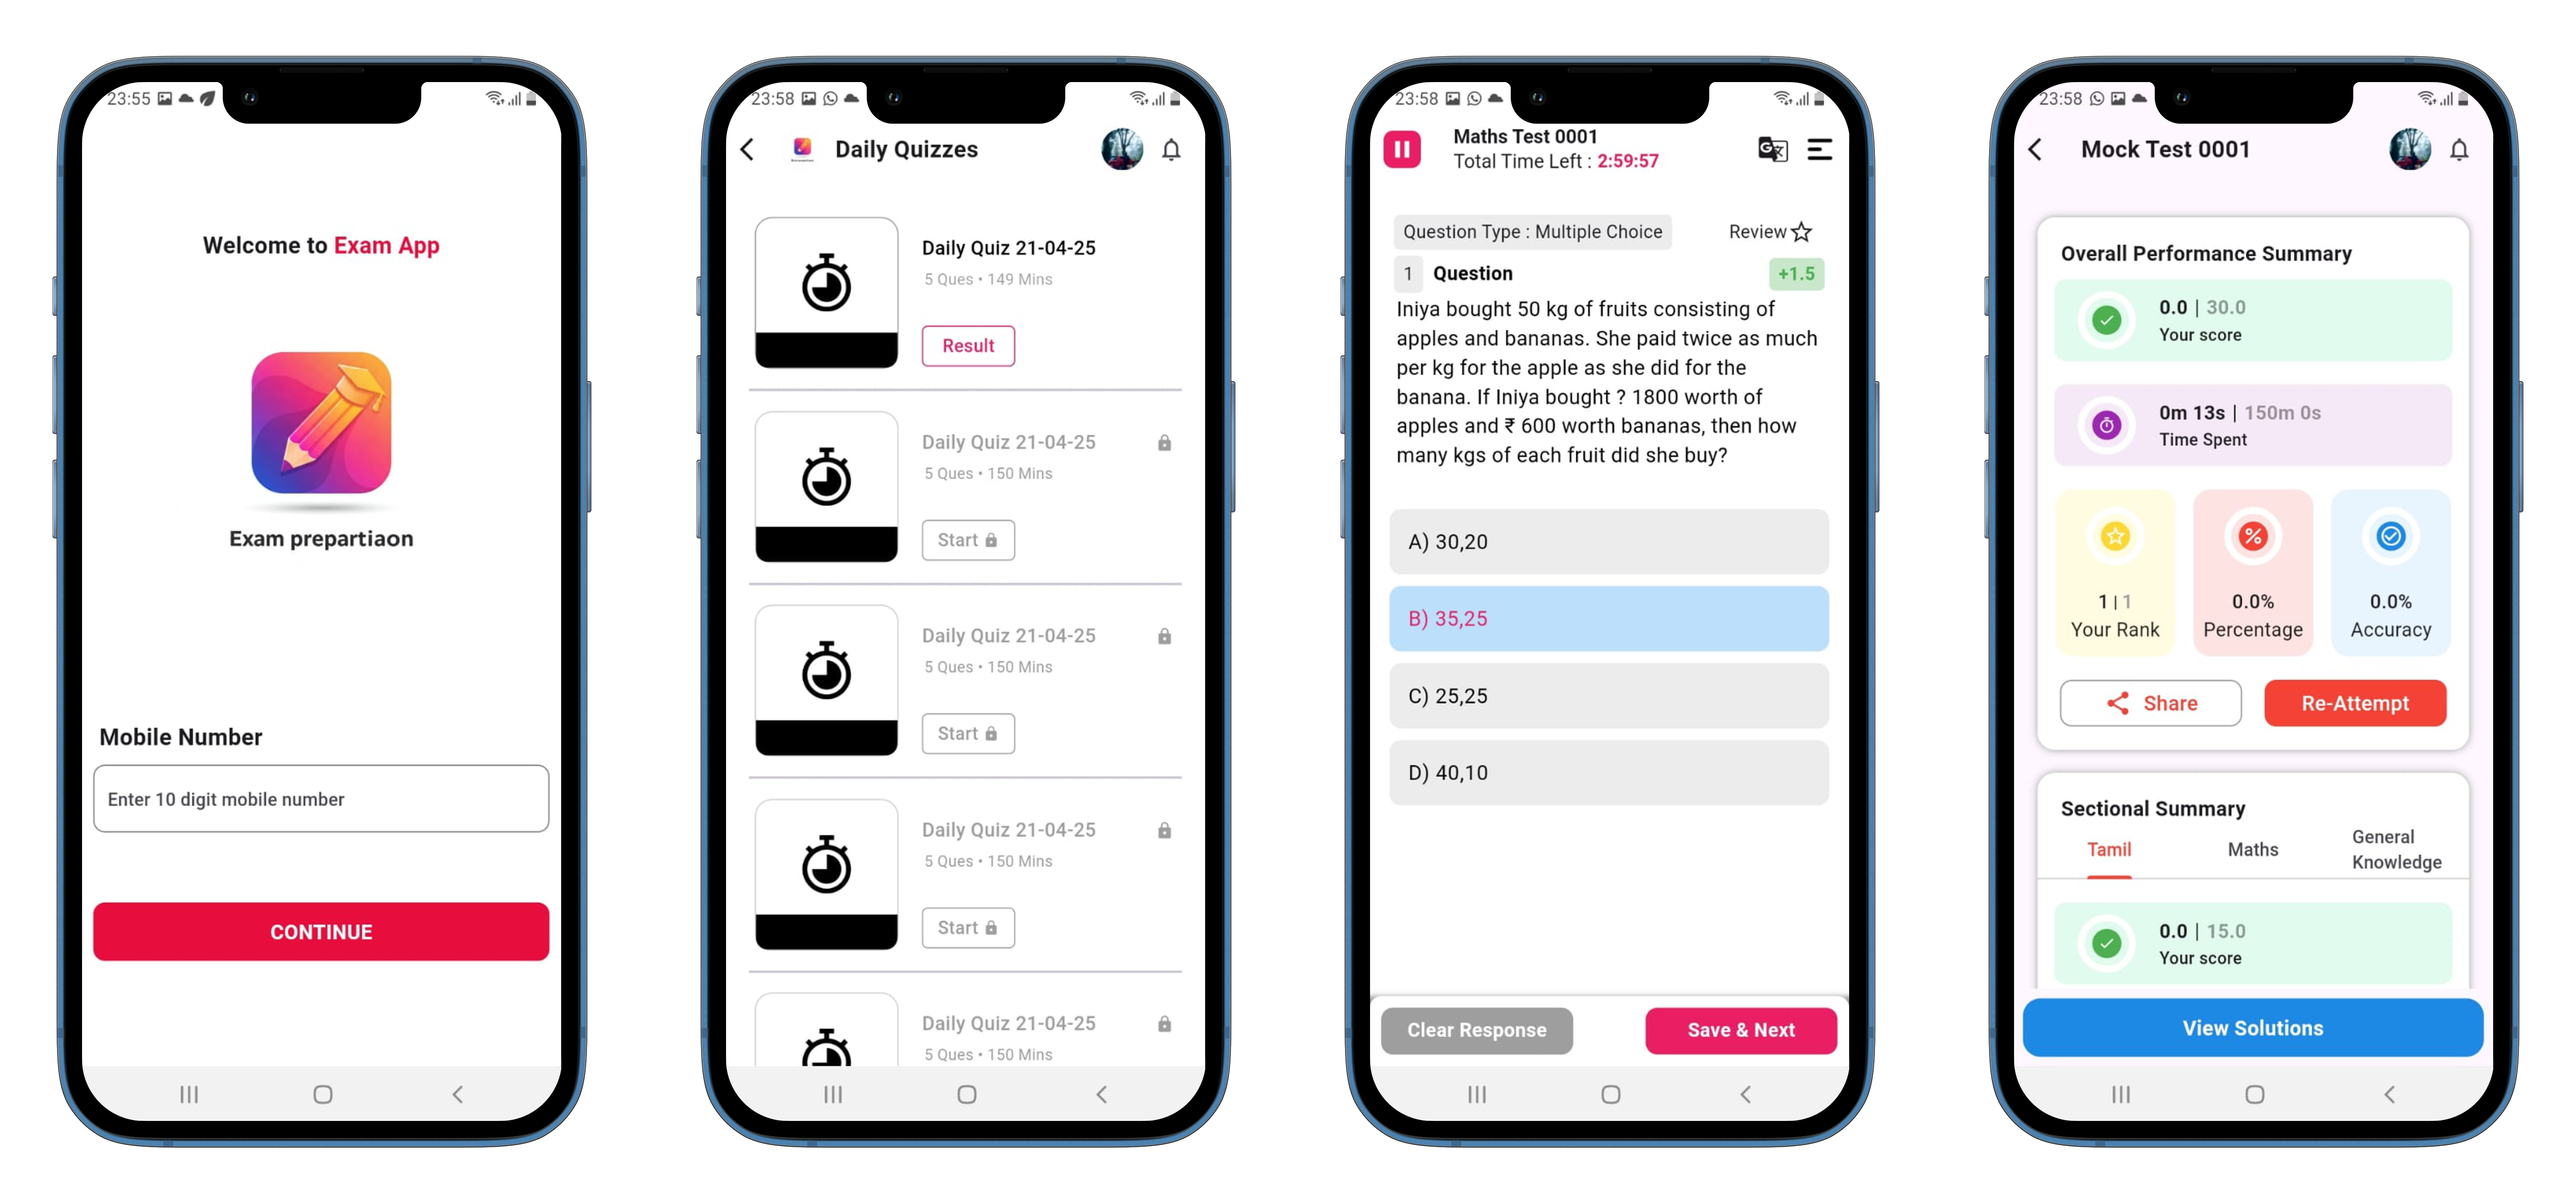 23:55
Welcome to Exam App
Exam prepartiaon
Mobile Number
Enter 10 digit mobile number
CONTINUE
23:58
Daily Quizzes
Daily Quiz 21-04-25
5 Ques • 149 Mins
Result
Daily Quiz 21-04-25
5 Ques • 150 Mins
Start
Daily Quiz 21-04-25
5 Ques • 150 Mins
Start
Daily Quiz 21-04-25
5 Ques • 150 Mins
Start
Daily Quiz 21-04-25
5 Ques • 150 Mins
23:58
Maths Test 0001
Total Time Left : 2:59:57
Question Type : Multiple Choice
Review
1 Question +1.5
Iniya bought 50 kg of fruits consisting of
apples and bananas. She paid twice as much
per kg for the apple as she did for the
banana. If Iniya bought ? 1800 worth of
apples and ₹ 600 worth bananas, then how
many kgs of each fruit did she buy?
A) 30,20
B) 35,25
C) 25,25
D) 40,10
Clear Response
Save & Next
23:58
Mock Test 0001
Overall Performance Summary
0.0 | 30.0
Your score
0m 13s | 150m 0s
Time Spent
1 | 1
Your Rank
0.0%
Percentage
0.0%
Accuracy
Share
Re-Attempt
Sectional Summary
Tamil
Maths
General
Knowledge
0.0 | 15.0
Your score
View Solutions